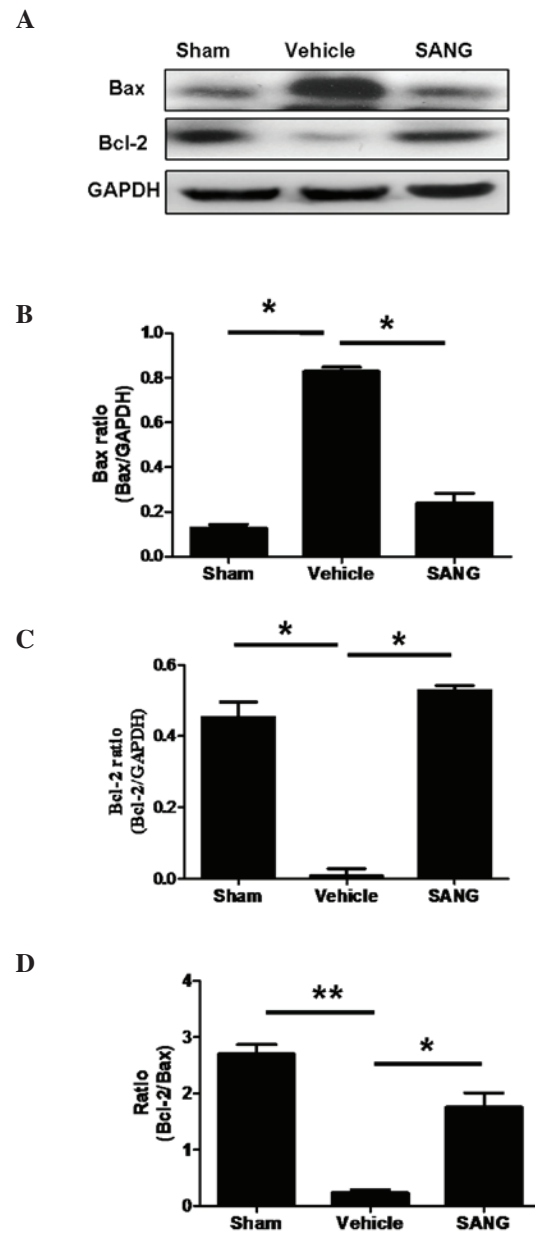 A
Sham Vehicle SANG
Bax
Bcl-2
GAPDH
B
* *
Bax ratio
(Bax/GAPDH)
1.0
0.8
0.6
0.4
0.2
0.0
Sham Vehicle SANG
C
* *
Bcl-2 ratio
(Bcl-2/GAPDH)
0.6
0.4
0.2
0.0
Sham Vehicle SANG
D
** *
Ratio
(Bcl-2/Bax)
4
3
2
1
0
Sham Vehicle SANG